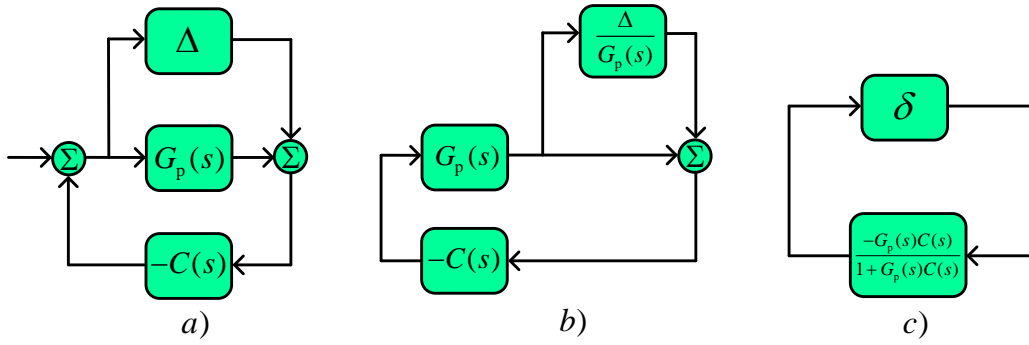 Δ
Σ
G_p(s)
Σ
-C(s)
a)
Δ
G_p(s)
G_p(s)
Σ
-C(s)
b)
δ
-G_p(s)C(s)
1+G_p(s)C(s)
c)